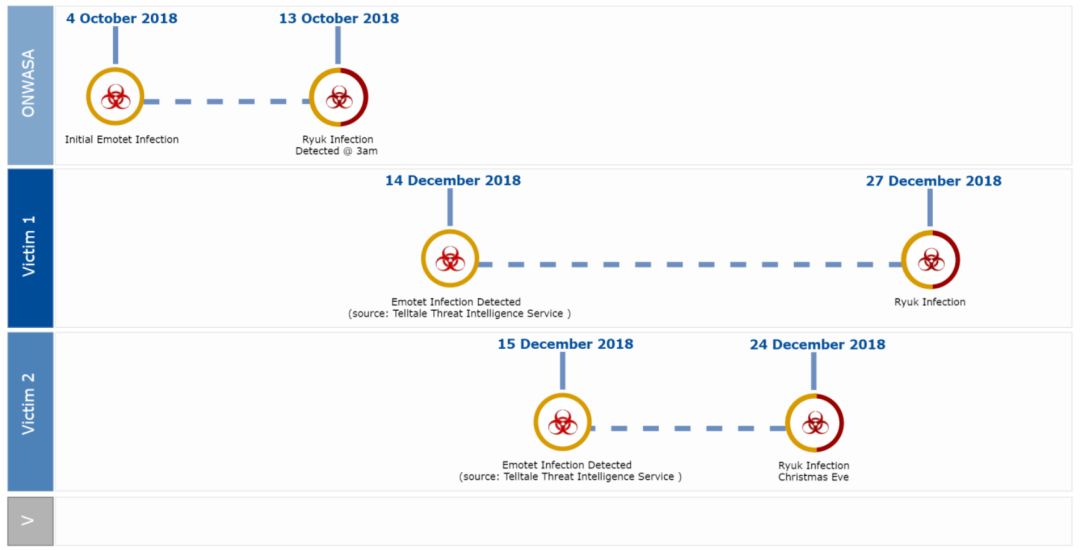 ONWASA
4 October 2018
13 October 2018
Initial Emotet Infection
Ryuk Infection
Detected @ 3am
Victim 1
14 December 2018
27 December 2018
Emotet Infection Detected
(source: Telltale Threat Intelligence Service )
Ryuk Infection
Victim 2
15 December 2018
24 December 2018
Emotet Infection Detected
(source: Telltale Threat Intelligence Service )
Ryuk Infection
Christmas Eve
V